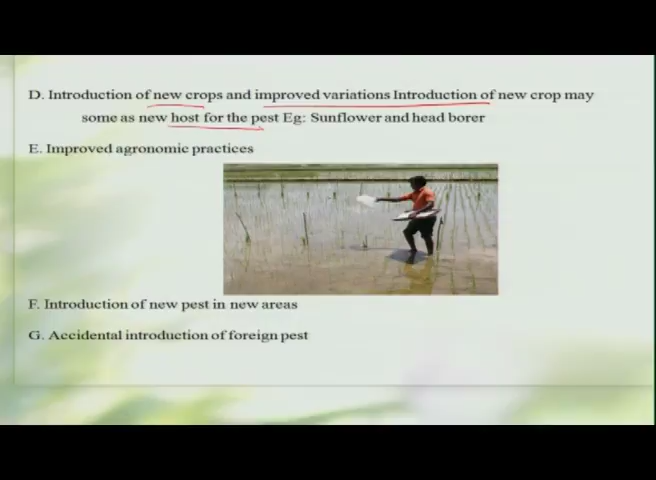 D. Introduction of new crops and improved variations Introduction of new crop may
some as new host for the pest Eg: Sunflower and head borer
E. Improved agronomic practices
F. Introduction of new pest in new areas
G. Accidental introduction of foreign pest